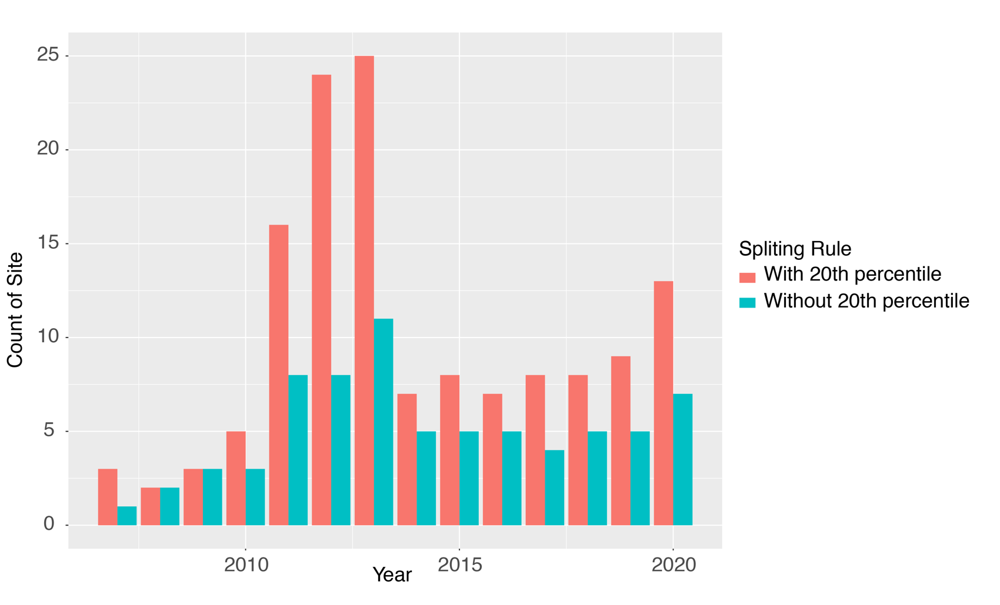 25
20
15
10
5
0
Count of Site
2010
2015
2020
Year
Spliting Rule
With 20th percentile
Without 20th percentile